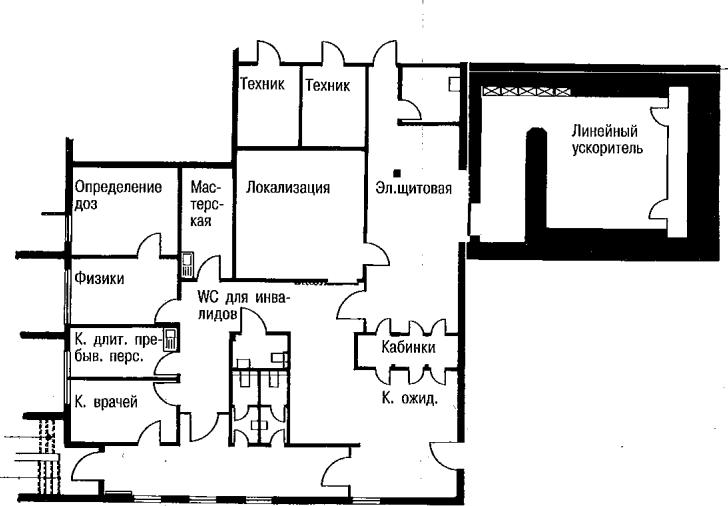 Техник
Техник
Линейный
ускоритель
Определение
доз
Мас-
терс-
кая
Локализация
Эл.щитовая
Физики
WC для инва-
лидов
К. длит. пре-
быв. перс.
Кабинки
К. врачей
К. ожид.